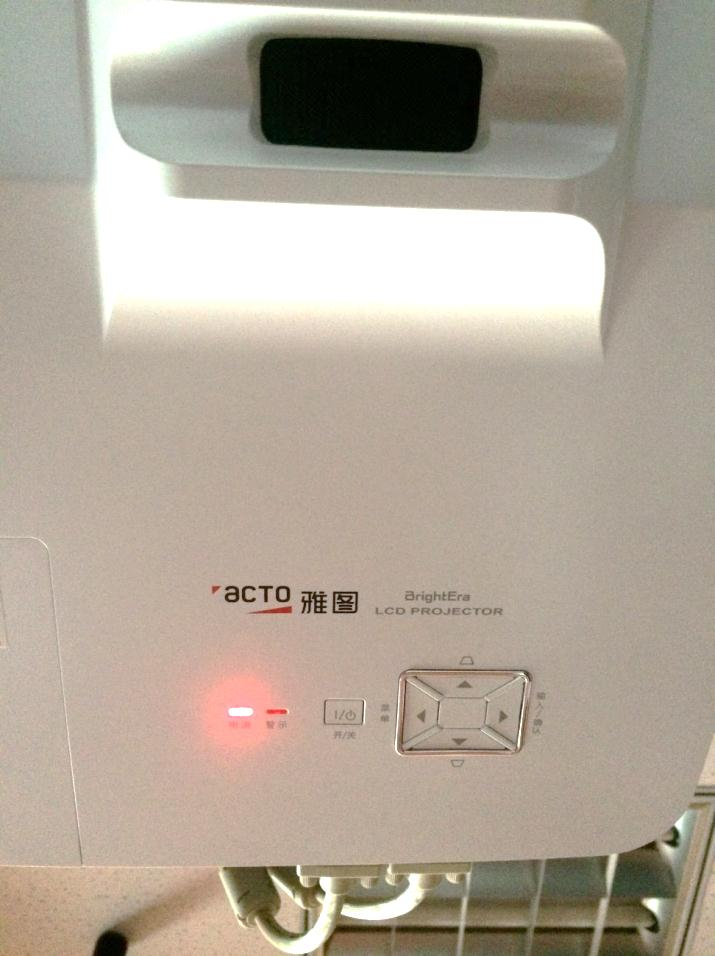 ACTO 雅图
BrightEra
LCD PROJECTOR
电源 警示
I/⏻
开/关
菜单
输入/确认